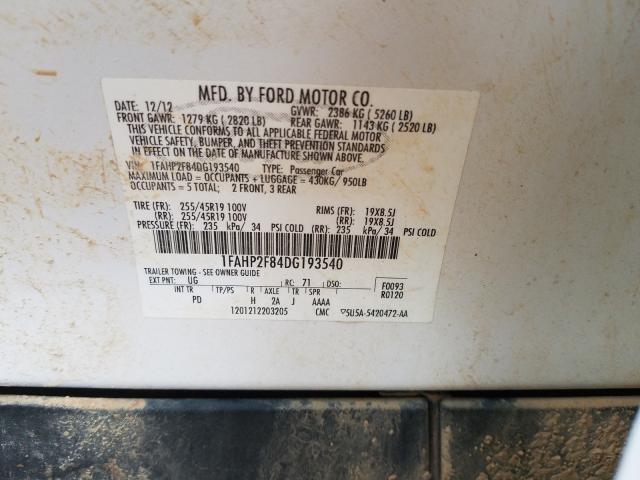 MFD. BY FORD MOTOR CO.
DATE: 12/12 GVWR: 2386 KG ( 5260 LB)
FRONT GAWR: 1279 KG ( 2820 LB) REAR GAWR: 1143 KG ( 2520 LB)
THIS VEHICLE CONFORMS TO ALL APPLICABLE FEDERAL MOTOR
VEHICLE SAFETY, BUMPER, AND THEFT PREVENTION STANDARDS
IN EFFECT ON THE DATE OF MANUFACTURE SHOWN ABOVE.
VIN: 1FAHP2F84DG193540 TYPE: Passenger Car
MAXIMUM LOAD = OCCUPANTS + LUGGAGE = 430KG/ 950LB
OCCUPANTS = 5 TOTAL; 2 FRONT, 3 REAR
TIRE (FR): 255/45R19 100V RIMS (FR): 19X8.5J
(RR): 255/45R19 100V (RR): 19X8.5J
PRESSURE (FR): 235 kPa/ 34 PSI COLD (RR): 235 kPa/ 34 PSI COLD
1FAHP2F84DG193540
TRAILER TOWING - SEE OWNER GUIDE
EXT PNT: UG RC: 71 DSO: F0093
INT TR TP/PS R AXLE TR SPR R0120
PD H 2A J AAAA
1201212203205 CMC 5U5A-5420472-AA